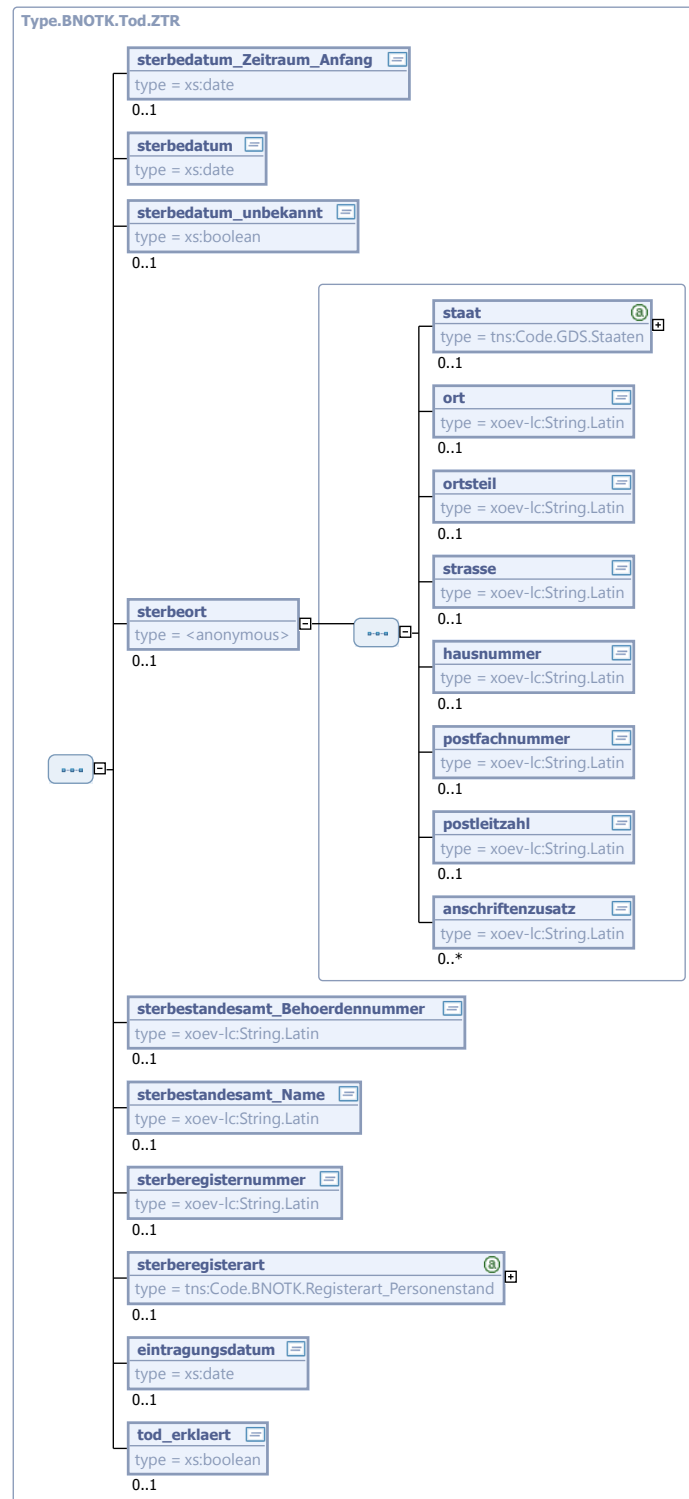 Type.BNOTK.Tod.ZTR
sterbedatum_Zeitraum_Anfang
type = xs:date
0..1
sterbedatum
type = xs:date
sterbedatum_unbekannt
type = xs:boolean
0..1
sterbeort
type = <anonymous>
0..1
staat
a
type = tns:Code.GDS.Staaten
0..1
ort
type = xoev-lc:String.Latin
0..1
ortsteil
type = xoev-lc:String.Latin
0..1
strasse
type = xoev-lc:String.Latin
0..1
hausnummer
type = xoev-lc:String.Latin
0..1
postfachnummer
type = xoev-lc:String.Latin
0..1
postleitzahl
type = xoev-lc:String.Latin
0..1
anschriftenzusatz
type = xoev-lc:String.Latin
0..*
sterbestandesamt_Behoerdennummer
type = xoev-lc:String.Latin
0..1
sterbestandesamt_Name
type = xoev-lc:String.Latin
0..1
sterberegisternummer
type = xoev-lc:String.Latin
0..1
sterberegisterart
a
type = tns:Code.BNOTK.Registerart_Personenstand
0..1
eintragungsdatum
type = xs:date
0..1
tod_erklaert
type = xs:boolean
0..1